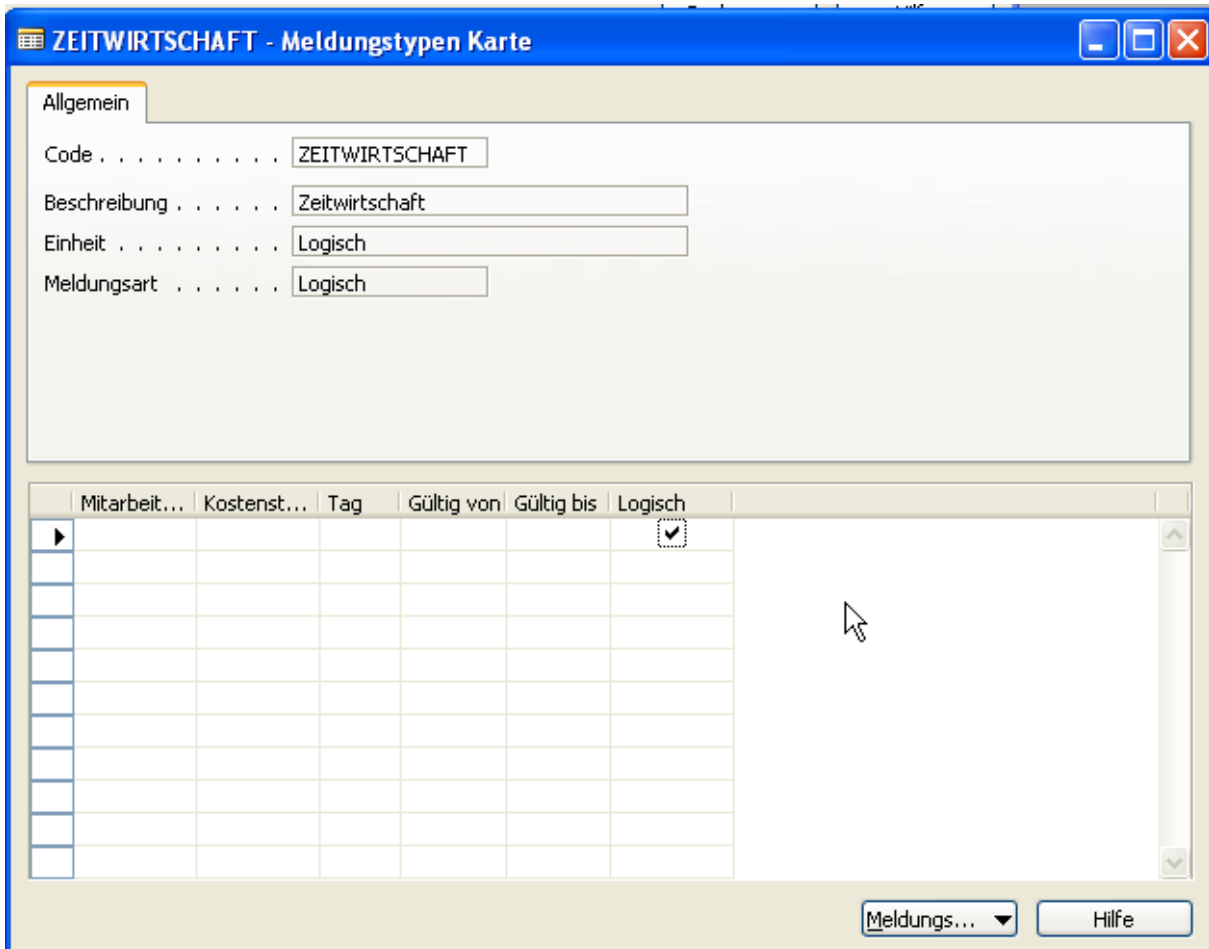 ZEITWIRTSCHAFT - Meldungstypen Karte
Allgemein
Code . . . . . . . . . . ZEITWIRTSCHAFT
Beschreibung . . . . . . Zeitwirtschaft
Einheit . . . . . . . . . Logisch
Meldungsart . . . . . . Logisch
Mitarbeit... Kostenst... Tag Gültig von Gültig bis Logisch
Meldungs... Hilfe